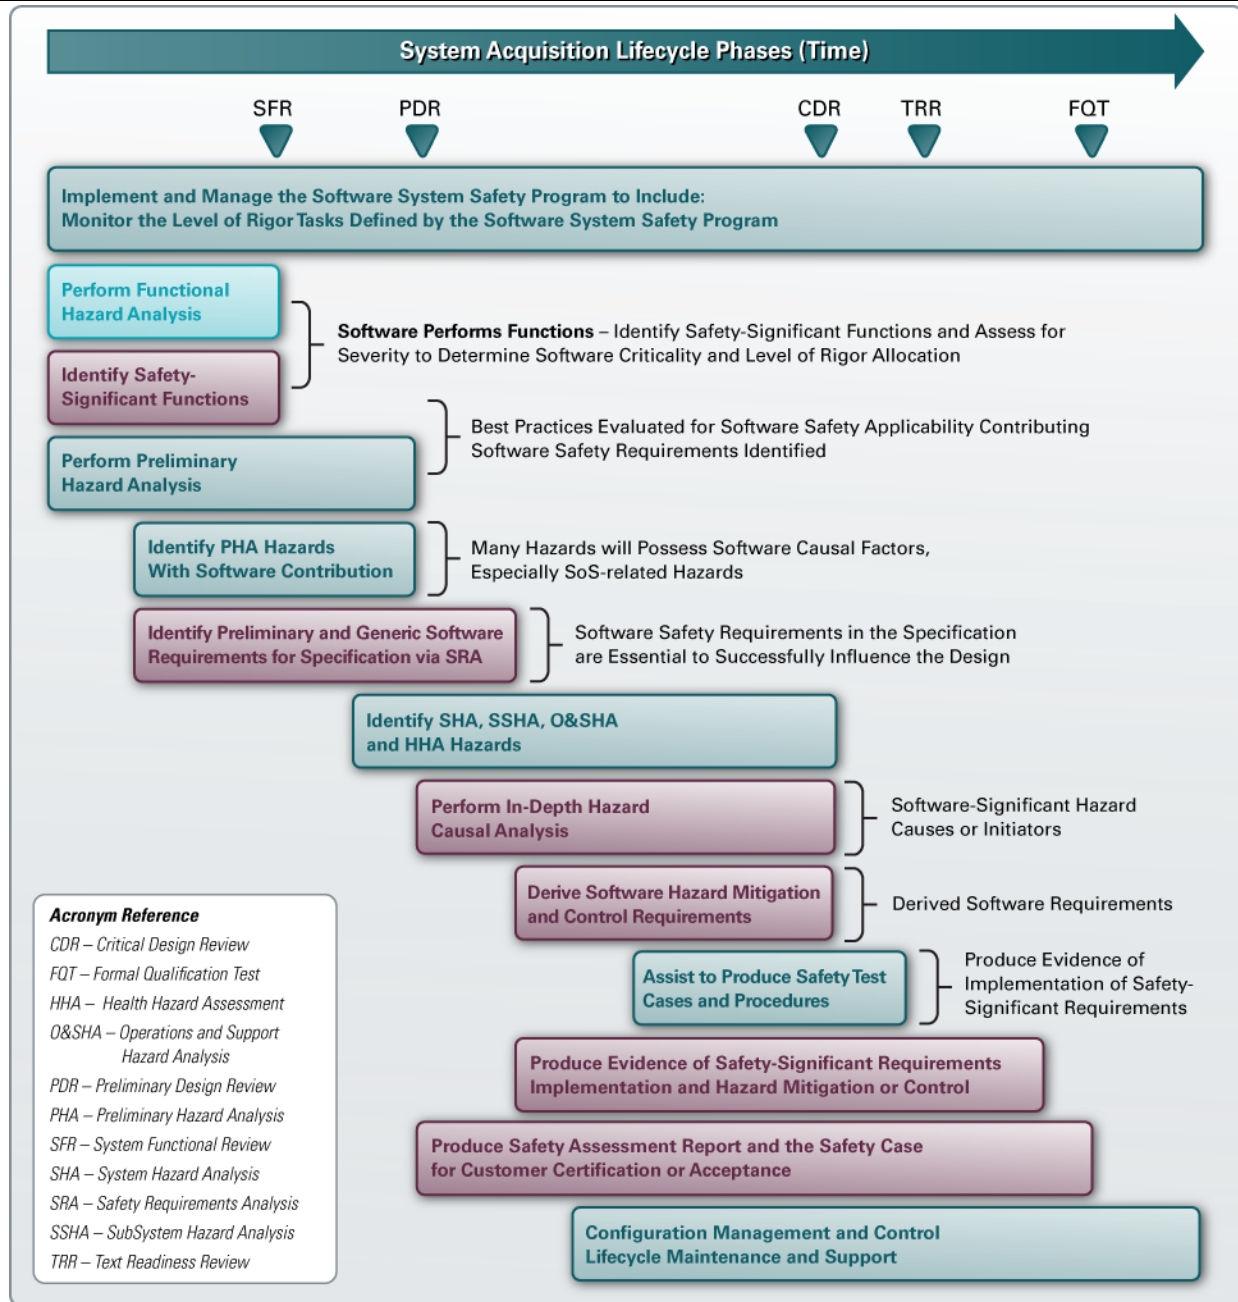 System Acquisition Lifecycle Phases (Time)
SFR
PDR
CDR
TRR
FQT
Implement and Manage the Software System Safety Program to Include:
Monitor the Level of Rigor Tasks Defined by the Software System Safety Program
Perform Functional
Hazard Analysis
Identify Safety-
Significant Functions
Software Performs Functions – Identify Safety-Significant Functions and Assess for
Severity to Determine Software Criticality and Level of Rigor Allocation
Perform Preliminary
Hazard Analysis
Best Practices Evaluated for Software Safety Applicability Contributing
Software Safety Requirements Identified
Identify PHA Hazards
With Software Contribution
Many Hazards will Possess Software Causal Factors,
Especially SoS-related Hazards
Identify Preliminary and Generic Software
Requirements for Specification via SRA
Software Safety Requirements in the Specification
are Essential to Successfully Influence the Design
Identify SHA, SSHA, O&SHA
and HHA Hazards
Perform In-Depth Hazard
Causal Analysis
Software-Significant Hazard
Causes or Initiators
Derive Software Hazard Mitigation
and Control Requirements
Derived Software Requirements
Assist to Produce Safety Test
Cases and Procedures
Produce Evidence of
Implementation of Safety-
Significant Requirements
Produce Evidence of Safety-Significant Requirements
Implementation and Hazard Mitigation or Control
Produce Safety Assessment Report and the Safety Case
for Customer Certification or Acceptance
Configuration Management and Control
Lifecycle Maintenance and Support
Acronym Reference
CDR – Critical Design Review
FQT – Formal Qualification Test
HHA – Health Hazard Assessment
O&SHA – Operations and Support
Hazard Analysis
PDR – Preliminary Design Review
PHA – Preliminary Hazard Analysis
SFR – System Functional Review
SHA – System Hazard Analysis
SRA – Safety Requirements Analysis
SSHA – SubSystem Hazard Analysis
TRR – Text Readiness Review